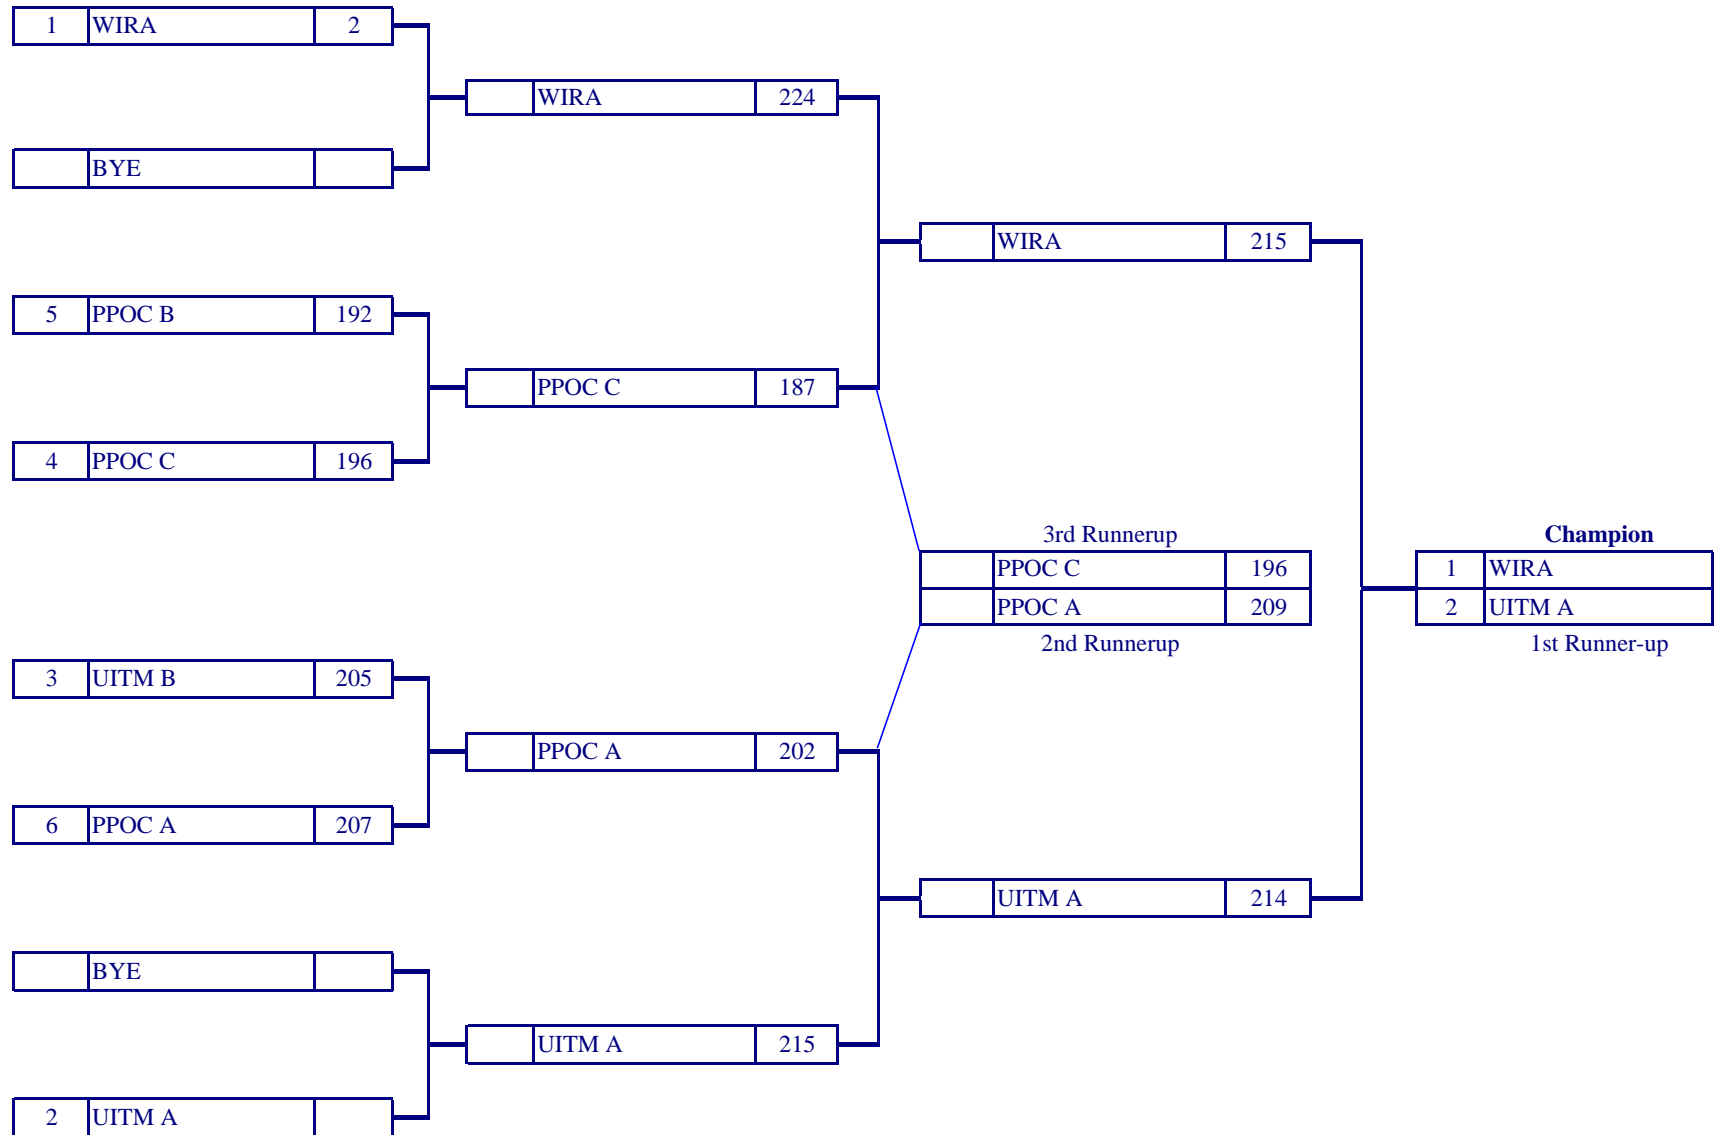 1 WIRA 2
WIRA 224
BYE
WIRA 215
5 PPOC B 192
PPOC C 187
4 PPOC C 196
3rd Runnerup
Champion
PPOC C 196
1 WIRA
PPOC A 209
2 UITM A
2nd Runnerup
1st Runner-up
3 UITM B 205
PPOC A 202
6 PPOC A 207
UITM A 214
BYE
UITM A 215
2 UITM A